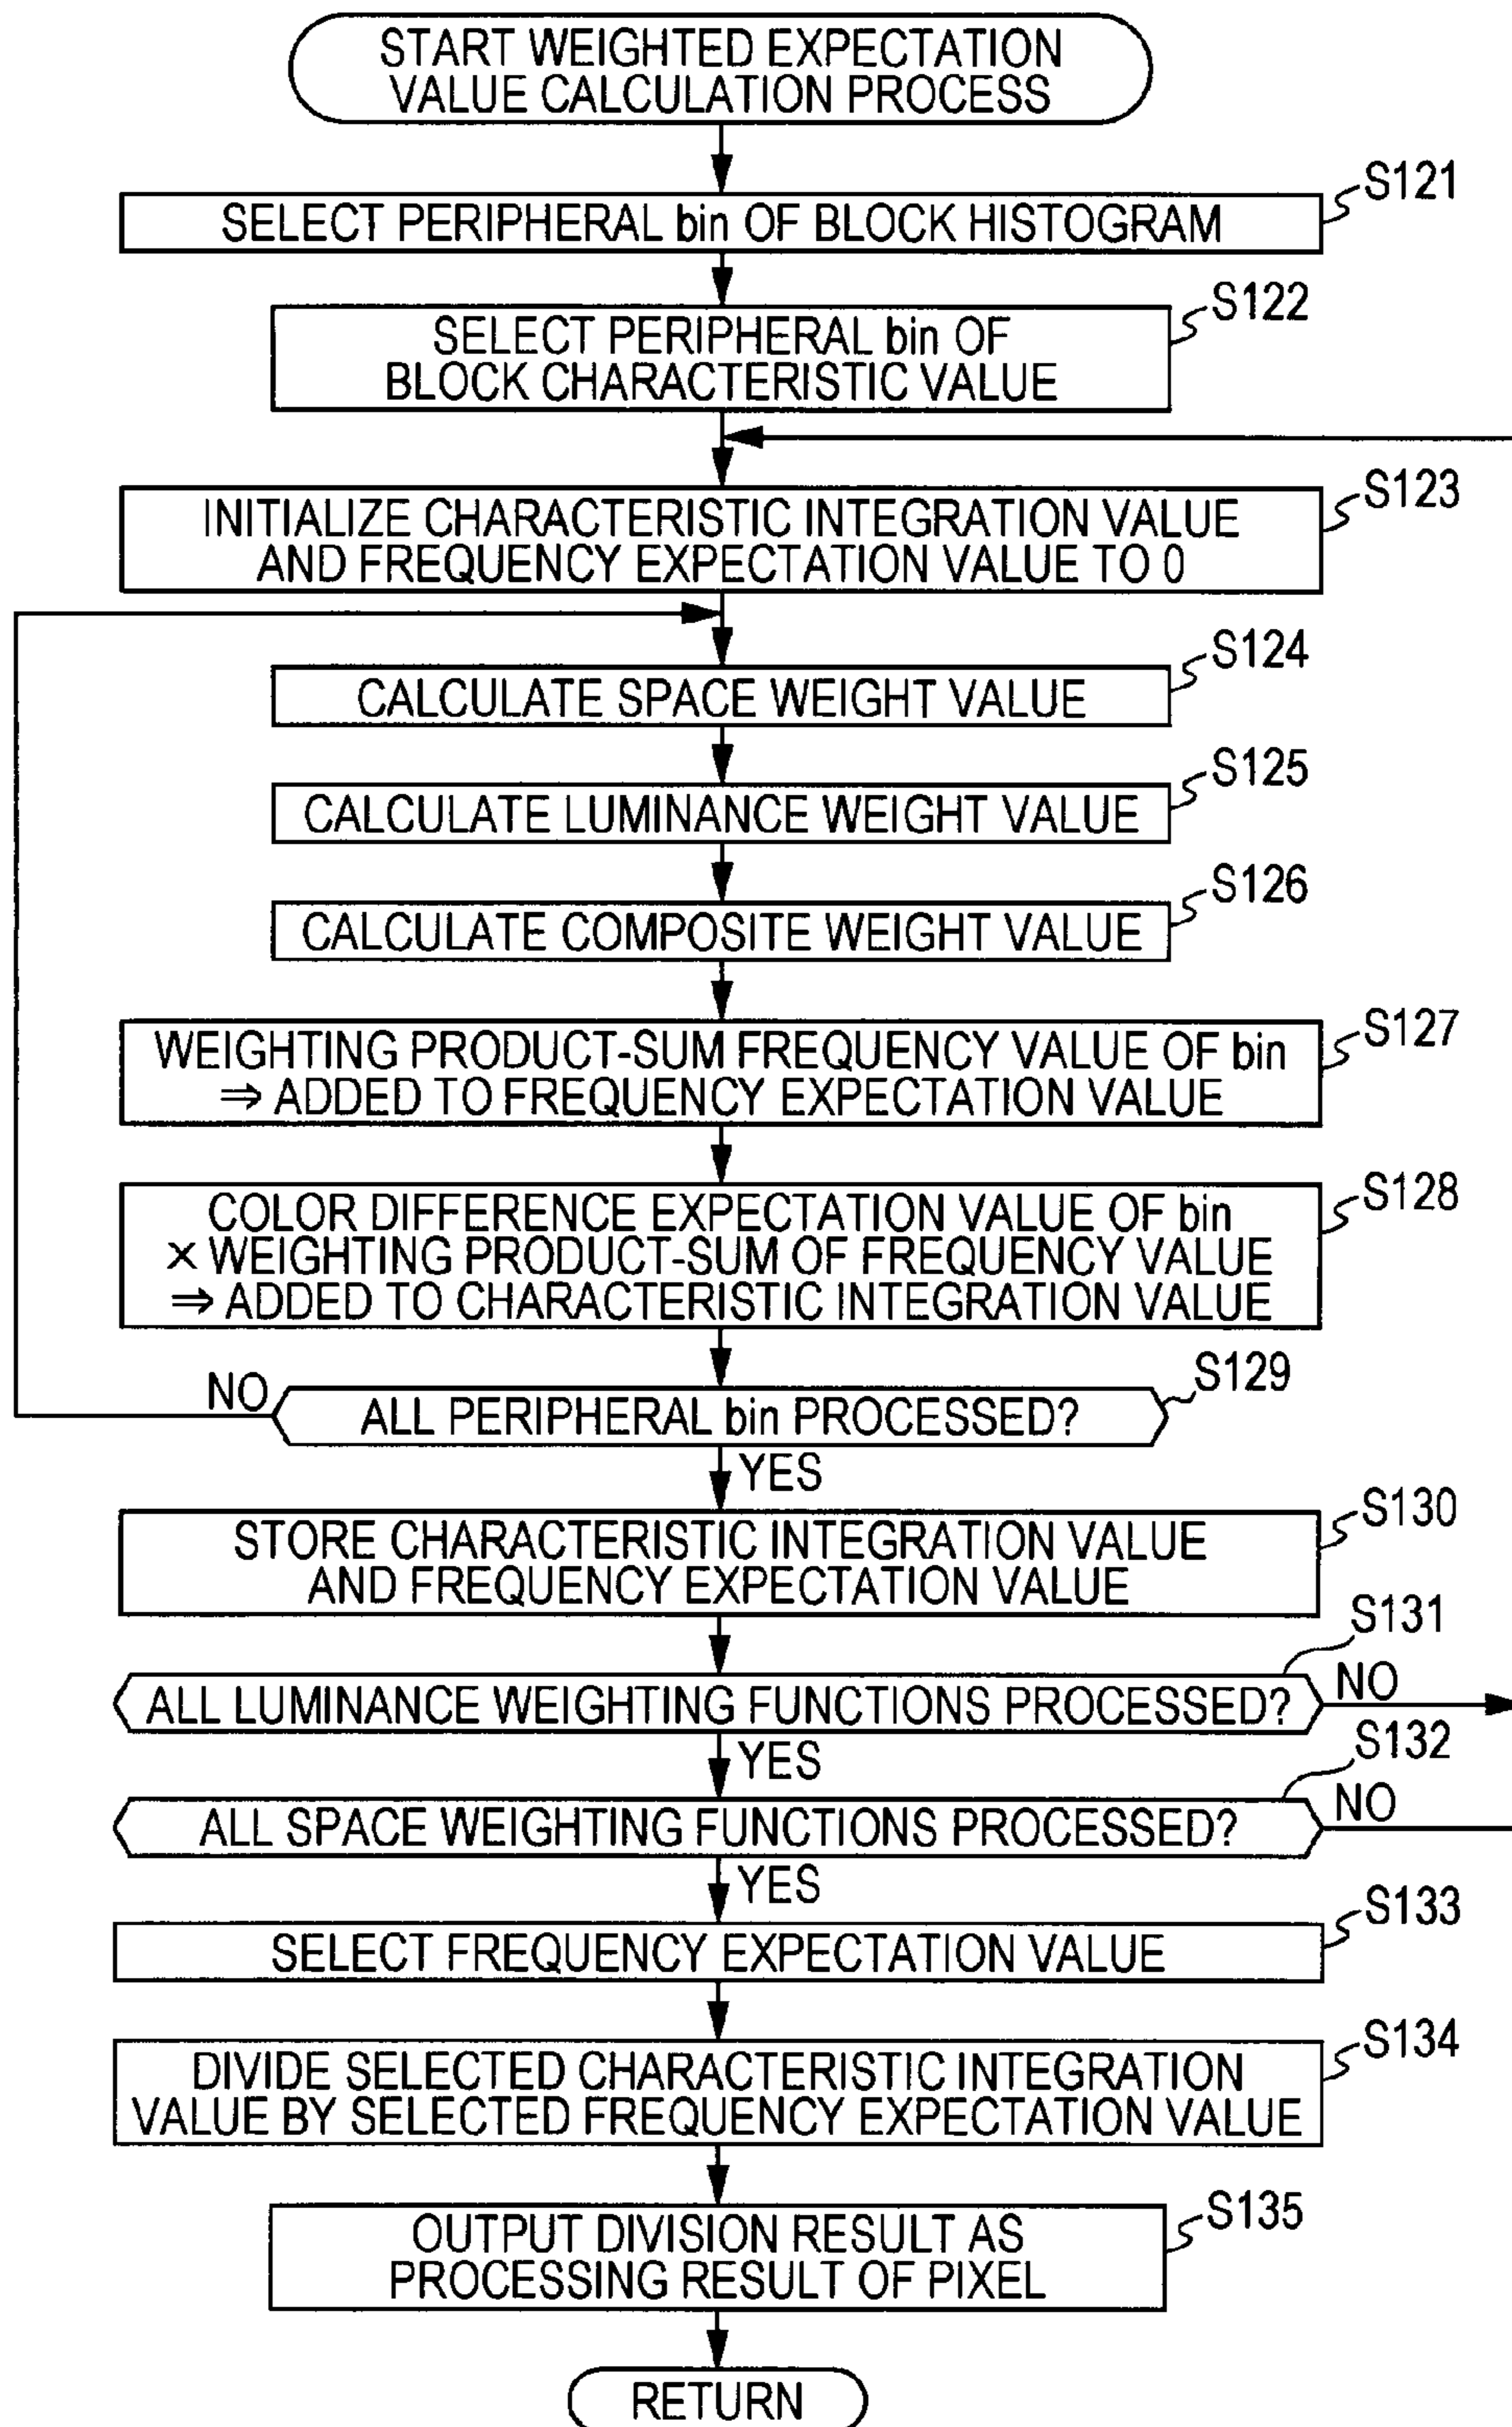 START WEIGHTED EXPECTATION
VALUE CALCULATION PROCESS
S121
SELECT PERIPHERAL bin OF BLOCK HISTOGRAM
S122
SELECT PERIPHERAL bin OF
BLOCK CHARACTERISTIC VALUE
S123
INITIALIZE CHARACTERISTIC INTEGRATION VALUE
AND FREQUENCY EXPECTATION VALUE TO 0
S124
CALCULATE SPACE WEIGHT VALUE
S125
CALCULATE LUMINANCE WEIGHT VALUE
S126
CALCULATE COMPOSITE WEIGHT VALUE
S127
WEIGHTING PRODUCT-SUM FREQUENCY VALUE OF bin
⇒ ADDED TO FREQUENCY EXPECTATION VALUE
S128
COLOR DIFFERENCE EXPECTATION VALUE OF bin
× WEIGHTING PRODUCT-SUM OF FREQUENCY VALUE
⇒ ADDED TO CHARACTERISTIC INTEGRATION VALUE
S129
NO
ALL PERIPHERAL bin PROCESSED?
YES
S130
STORE CHARACTERISTIC INTEGRATION VALUE
AND FREQUENCY EXPECTATION VALUE
S131
ALL LUMINANCE WEIGHTING FUNCTIONS PROCESSED?
NO
YES
S132
ALL SPACE WEIGHTING FUNCTIONS PROCESSED?
NO
YES
S133
SELECT FREQUENCY EXPECTATION VALUE
S134
DIVIDE SELECTED CHARACTERISTIC INTEGRATION
VALUE BY SELECTED FREQUENCY EXPECTATION VALUE
S135
OUTPUT DIVISION RESULT AS
PROCESSING RESULT OF PIXEL
RETURN